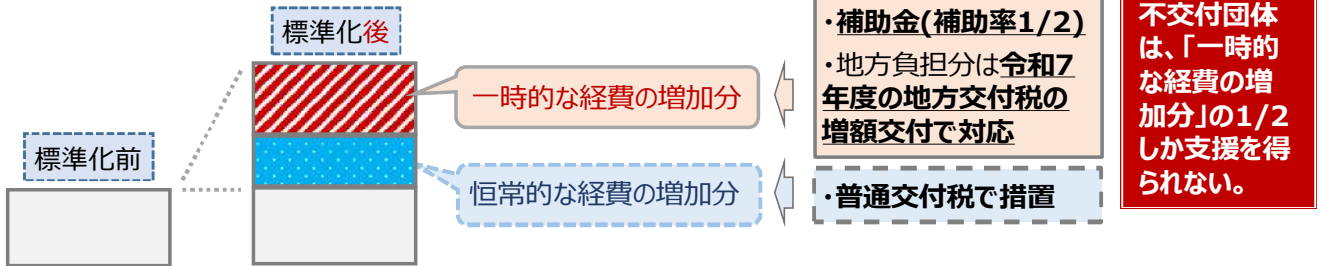 標準化前
標準化後
一時的な経費の増加分
恒常的な経費の増加分
・補助金(補助率1/2)
・地方負担分は令和7
年度の地方交付税の
増額交付で対応
・普通交付税で措置
不交付団体
は、「一時的
な経費の増
加分」の1/2
しか支援を得
られない。